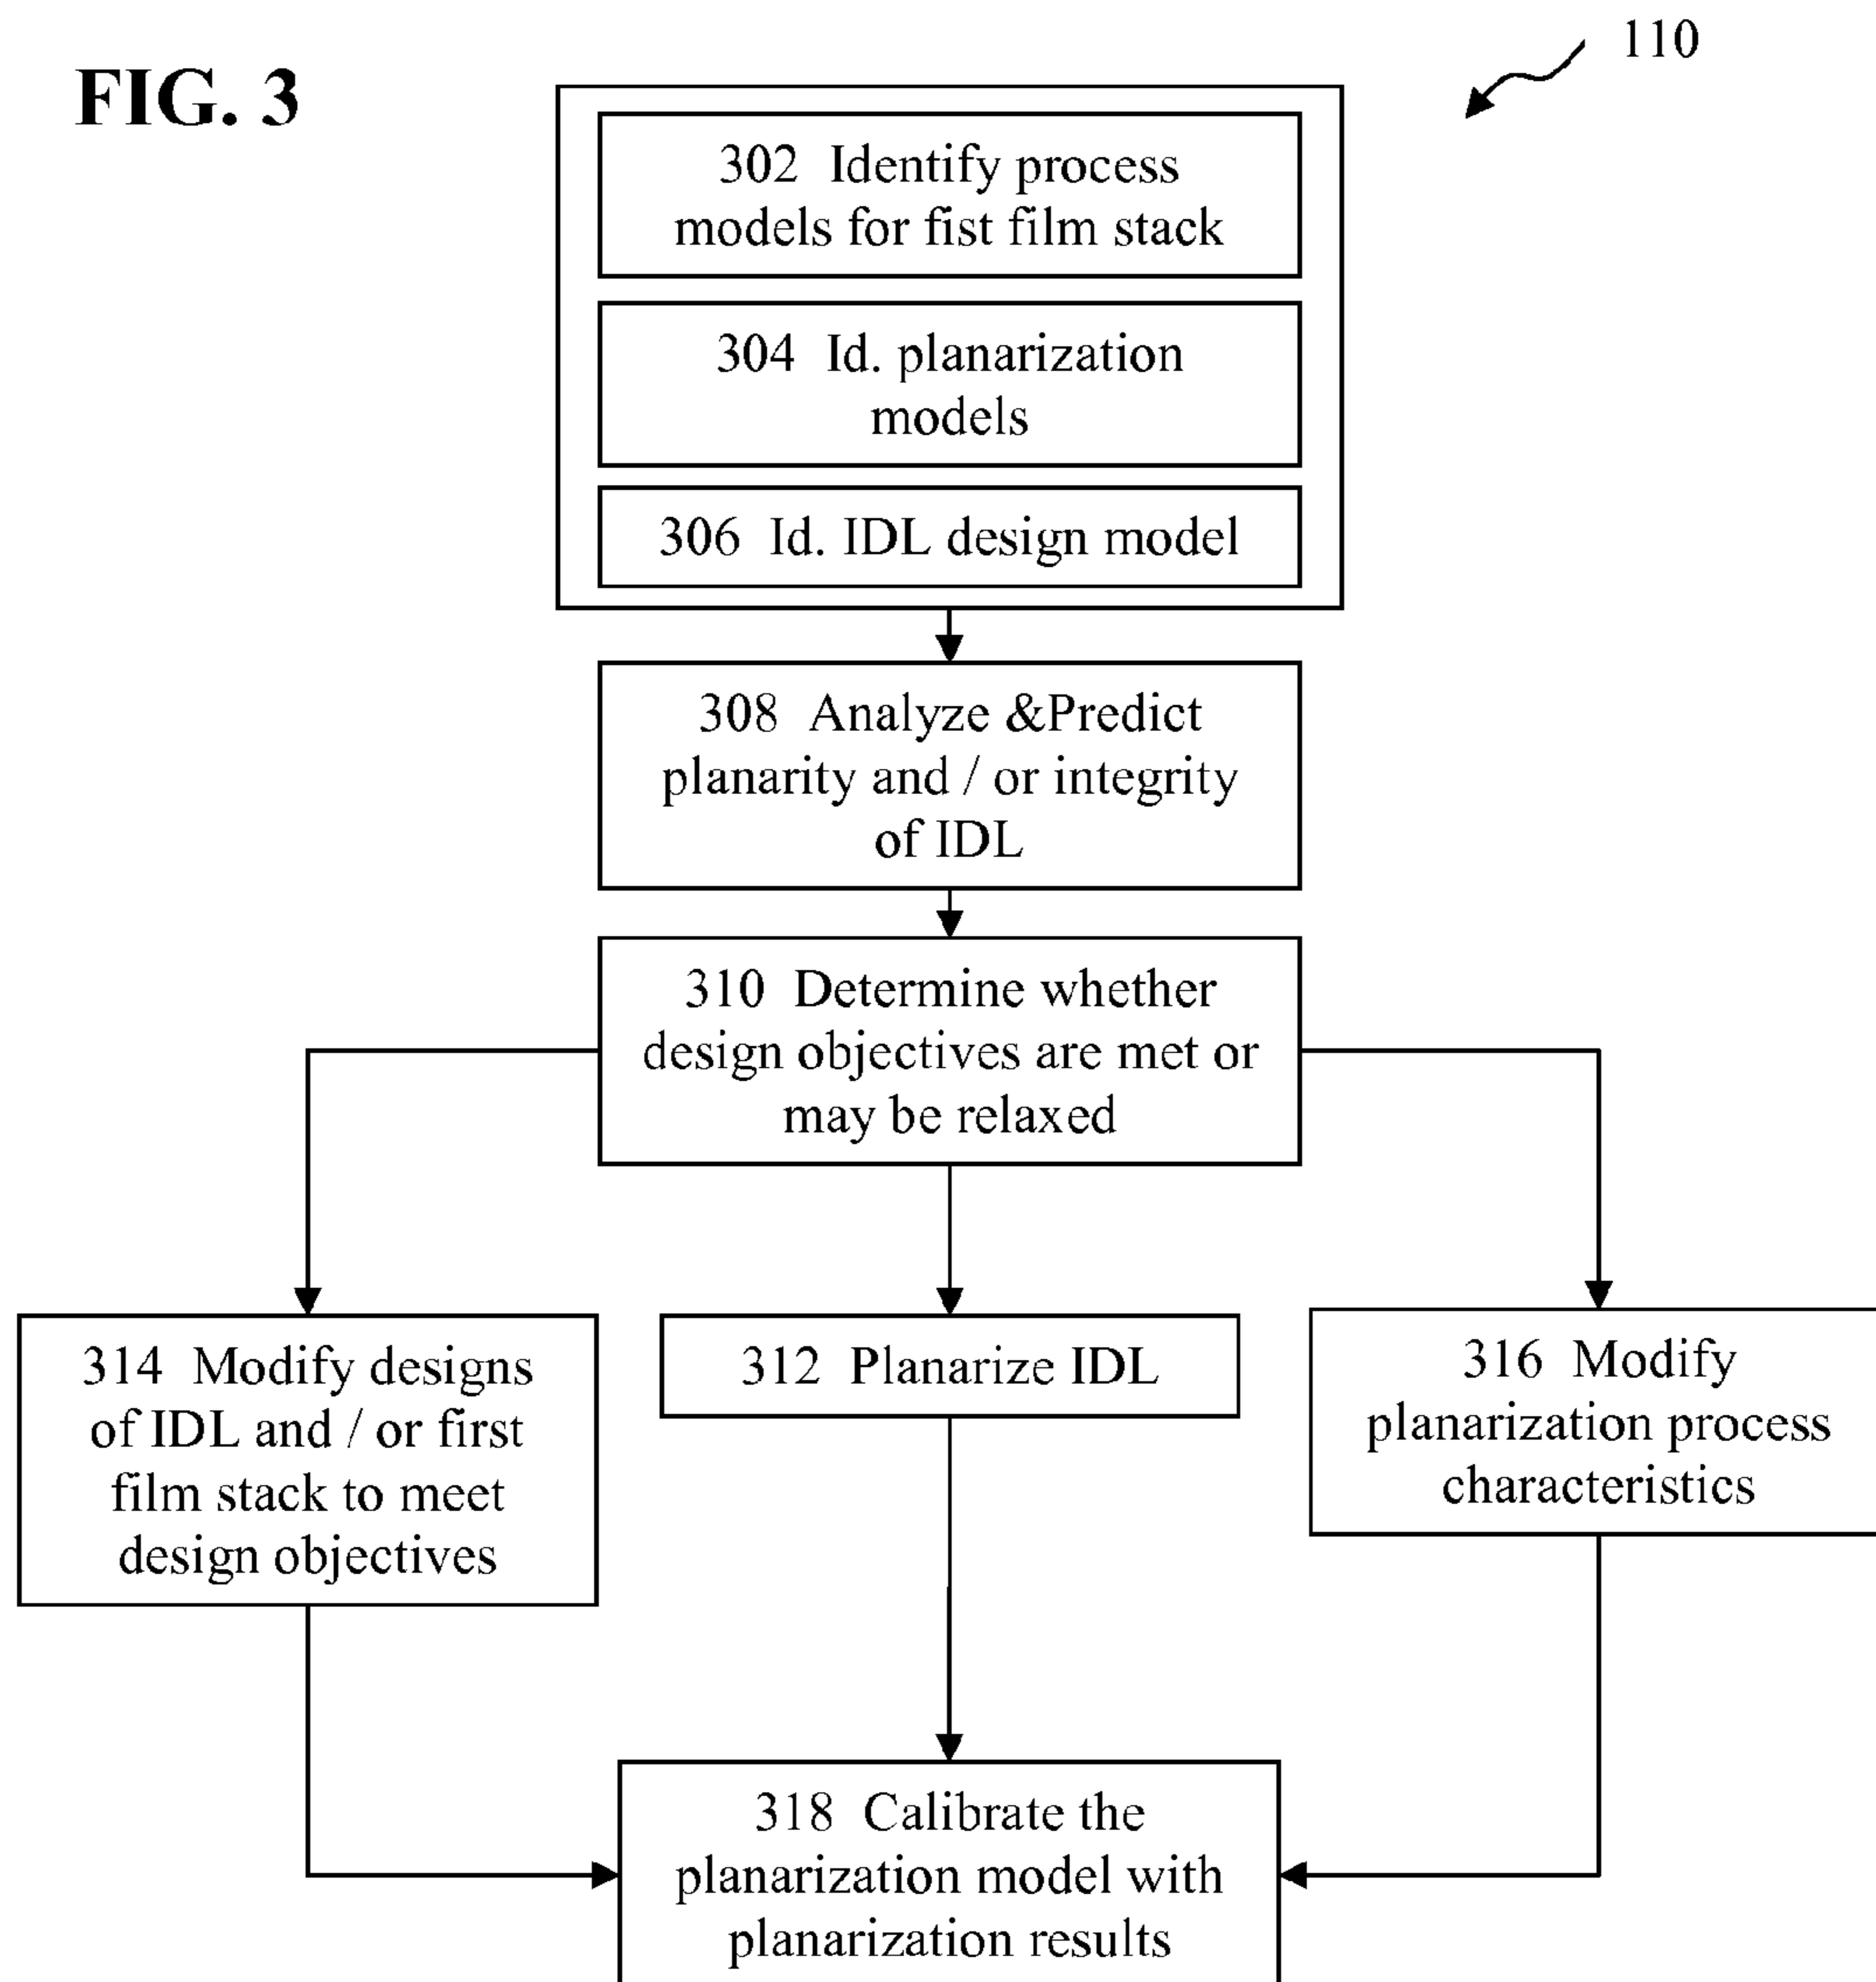 110
FIG. 3
302 Identify process
models for fist film stack
304 Id. planarization
models
306 Id. IDL design model
308 Analyze &Predict
planarity and / or integrity
of IDL
310 Determine whether
design objectives are met or
may be relaxed
314 Modify designs
of IDL and / or first
film stack to meet
design objectives
312 Planarize IDL
316 Modify
planarization process
characteristics
318 Calibrate the
planarization model with
planarization results